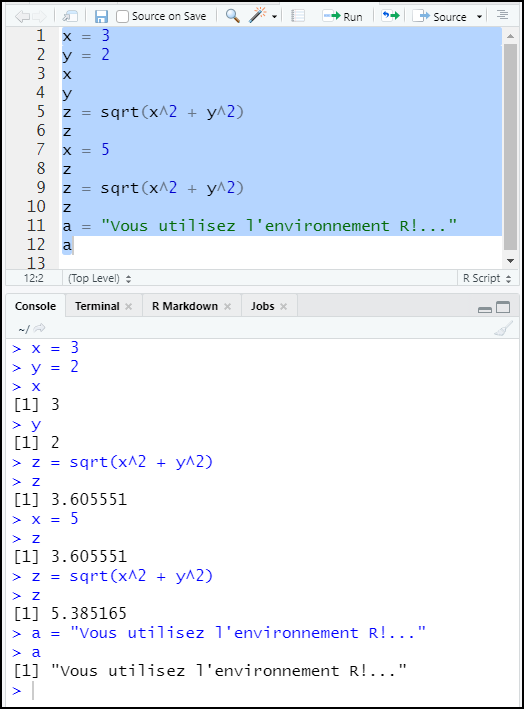 Source on Save Run Source
1 x = 3
2 y = 2
3 x
4 y
5 z = sqrt(x^2 + y^2)
6 z
7 x = 5
8 z
9 z = sqrt(x^2 + y^2)
10 z
11 a = "Vous utilisez l'environnement R!..."
12 a
13
12:2 (Top Level) R Script
Console Terminal R Markdown Jobs
~/
> x = 3
> y = 2
> x
[1] 3
> y
[1] 2
> z = sqrt(x^2 + y^2)
> z
[1] 3.605551
> x = 5
> z
[1] 3.605551
> z = sqrt(x^2 + y^2)
> z
[1] 5.385165
> a = "Vous utilisez l'environnement R!..."
> a
[1] "Vous utilisez l'environnement R!..."
>